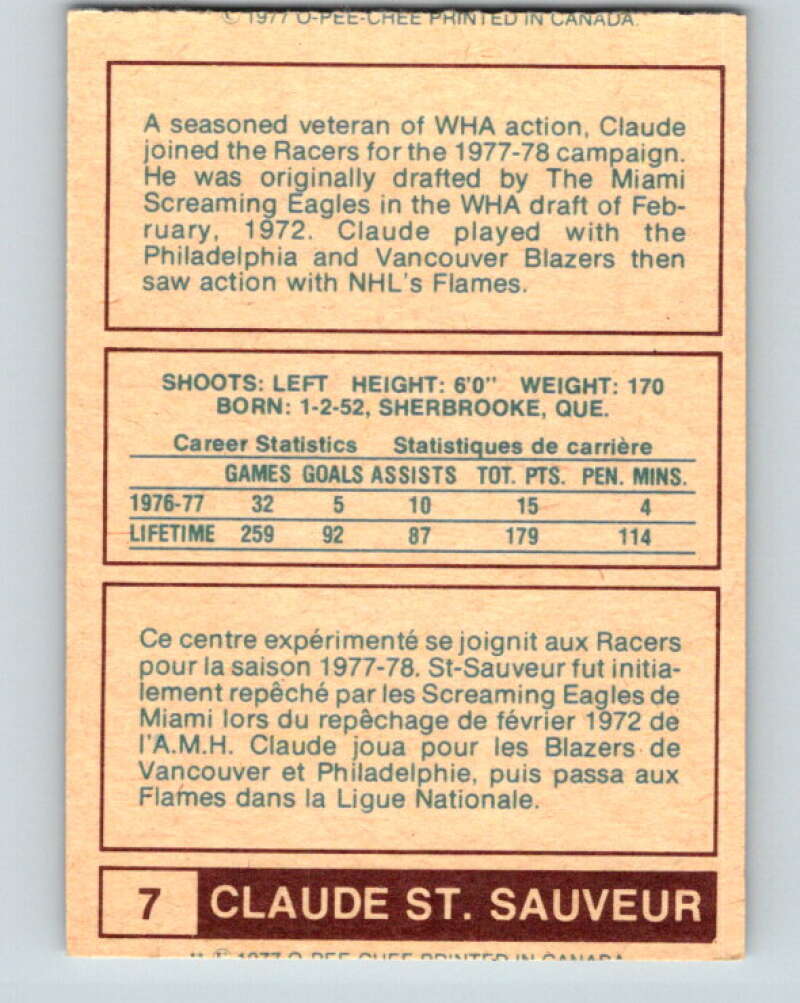 © 1977 O-PEE-CHEE PRINTED IN CANADA.
A seasoned veteran of WHA action, Claude
joined the Racers for the 1977-78 campaign.
He was originally drafted by The Miami
Screaming Eagles in the WHA draft of Feb-
ruary, 1972. Claude played with the
Philadelphia and Vancouver Blazers then
saw action with NHL's Flames.
SHOOTS: LEFT HEIGHT: 6'0" WEIGHT: 170
BORN: 1-2-52, SHERBROOKE, QUE.
Career Statistics Statistiques de carrière
GAMES GOALS ASSISTS TOT. PTS. PEN. MINS.
1976-77 32 5 10 15 4
LIFETIME 259 92 87 179 114
Ce centre expérimenté se joignit aux Racers
pour la saison 1977-78. St-Sauveur fut initia-
lement repêché par les Screaming Eagles de
Miami lors du repêchage de février 1972 de
l'A.M.H. Claude joua pour les Blazers de
Vancouver et Philadelphie, puis passa aux
Flames dans la Ligue Nationale.
7 CLAUDE ST. SAUVEUR
© 1977 O-PEE-CHEE PRINTED IN CANADA